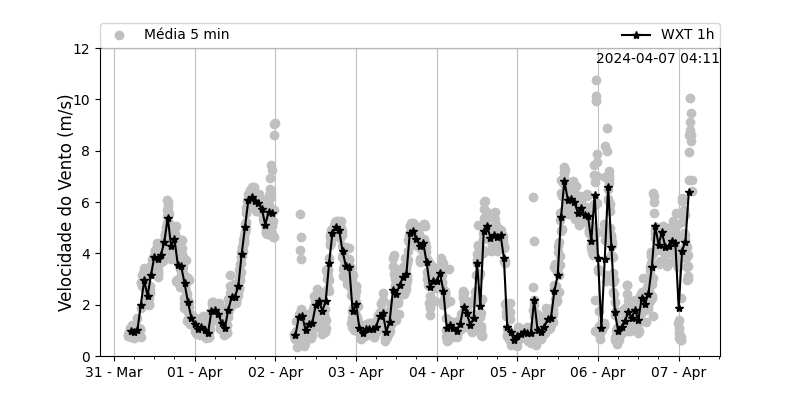 Média 5 min
WXT 1h
2024-04-07 04:11
Velocidade do Vento (m/s)
12
10
8
6
4
2
0
31 - Mar
01 - Apr
02 - Apr
03 - Apr
04 - Apr
05 - Apr
06 - Apr
07 - Apr